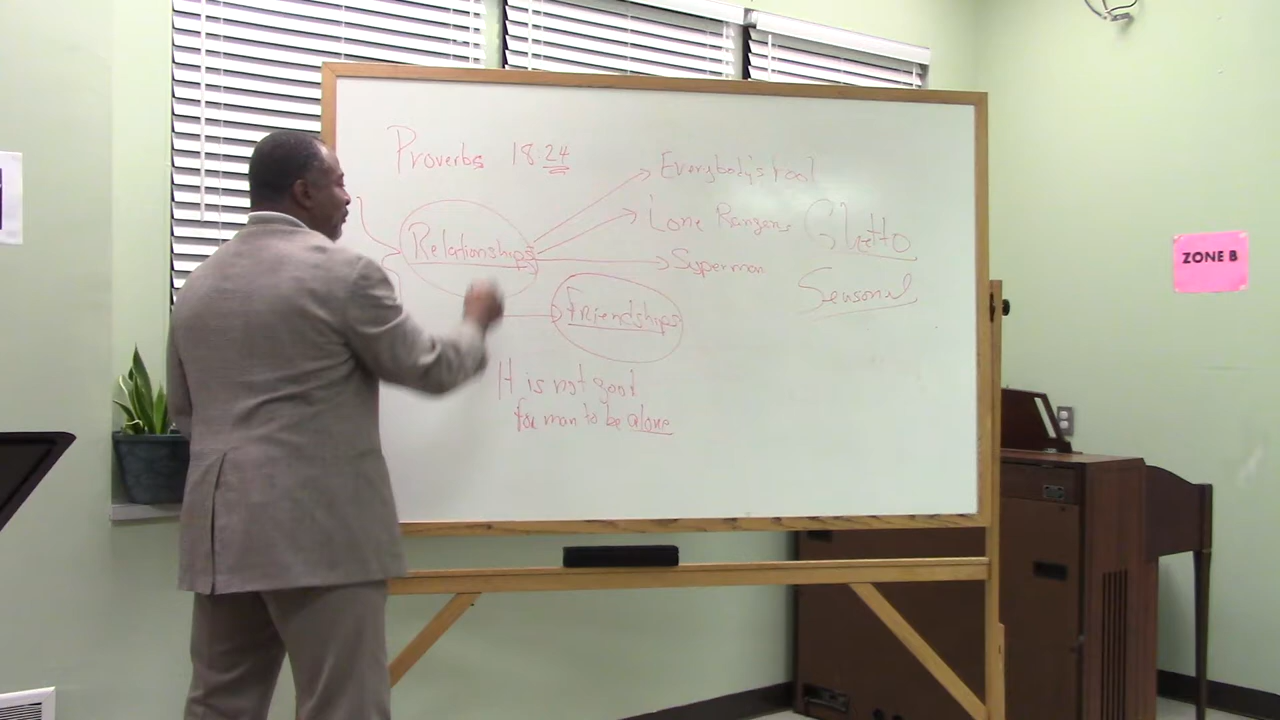 Proverbs 18:24
Everybody's Fool
Lone Rangers
Ghetto
Relationships
Superman
Seasonal
Friendships
It is not good
for man to be alone
ZONE B